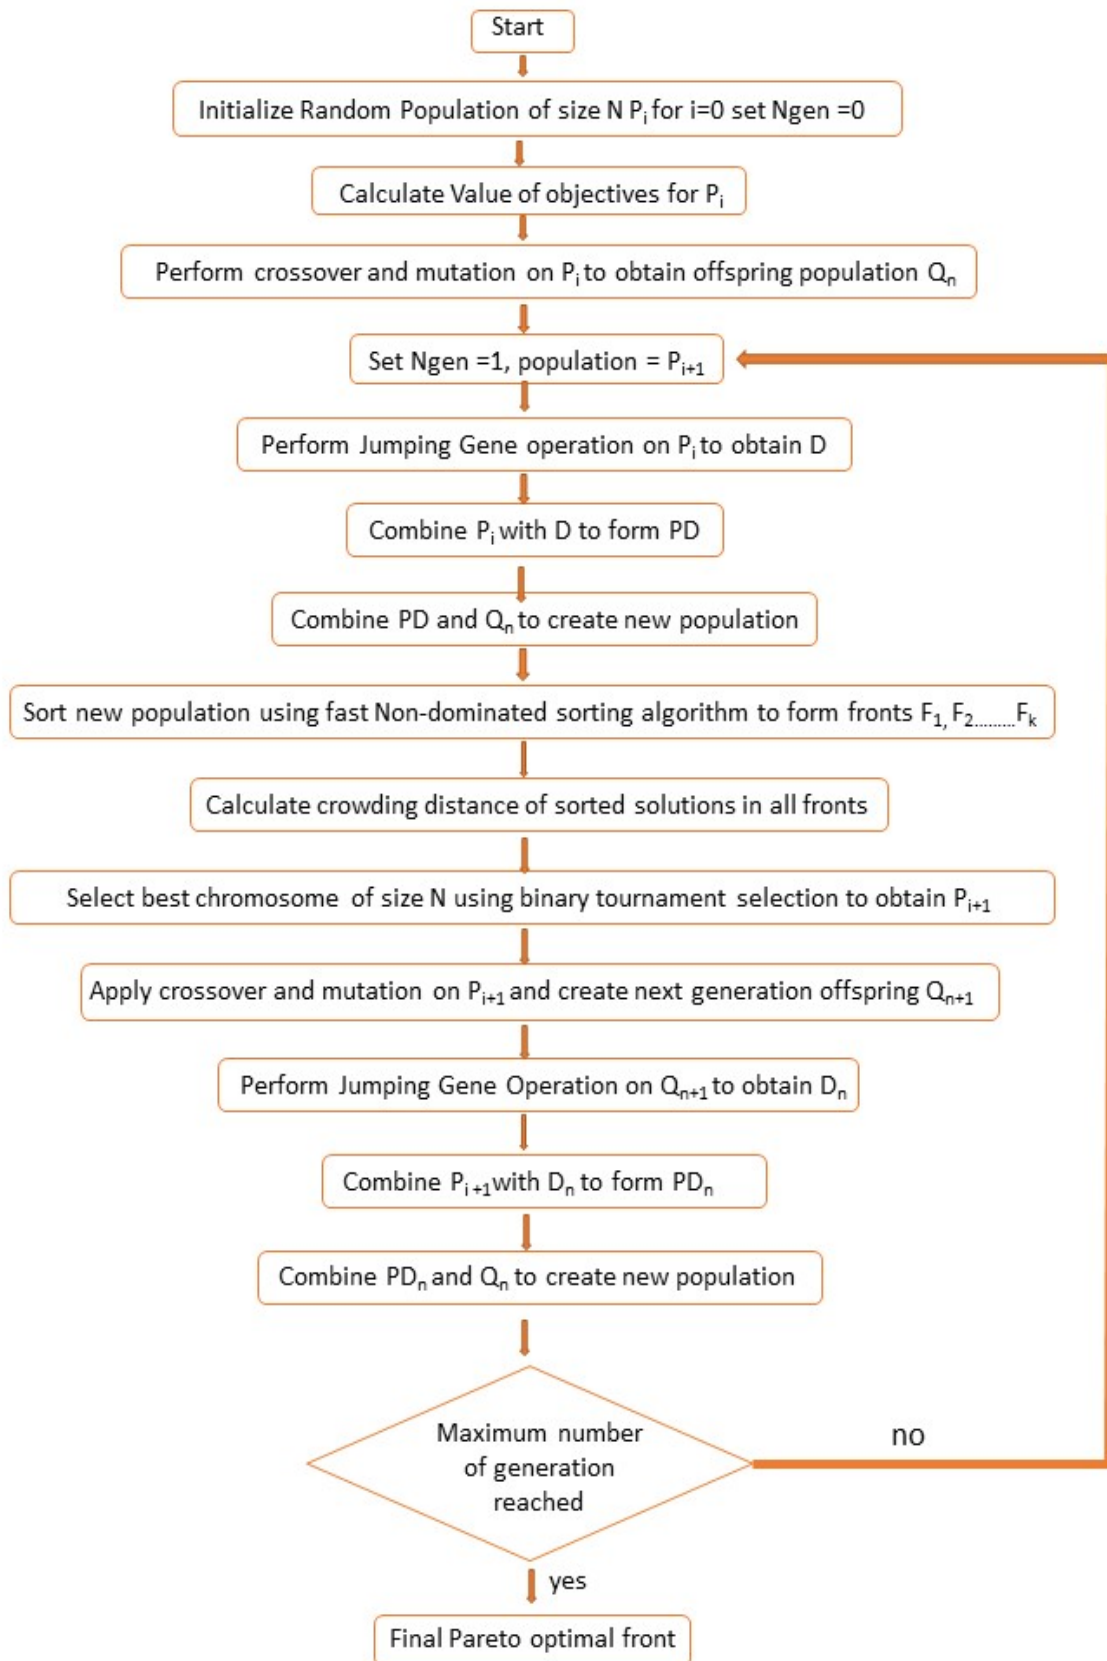 Start
Initialize Random Population of size N Pi for i=0 set Ngen =0
Calculate Value of objectives for Pi
Perform crossover and mutation on Pi to obtain offspring population Qn
Set Ngen =1, population = Pi+1
Perform Jumping Gene operation on Pi to obtain D
Combine Pi with D to form PD
Combine PD and Qn to create new population
Sort new population using fast Non-dominated sorting algorithm to form fronts F1, F2.........Fk
Calculate crowding distance of sorted solutions in all fronts
Select best chromosome of size N using binary tournament selection to obtain Pi+1
Apply crossover and mutation on Pi+1 and create next generation offspring Qn+1
Perform Jumping Gene Operation on Qn+1 to obtain Dn
Combine Pi+1 with Dn to form PDn
Combine PDn and Qn to create new population
Maximum number
of generation
reached
no
yes
Final Pareto optimal front